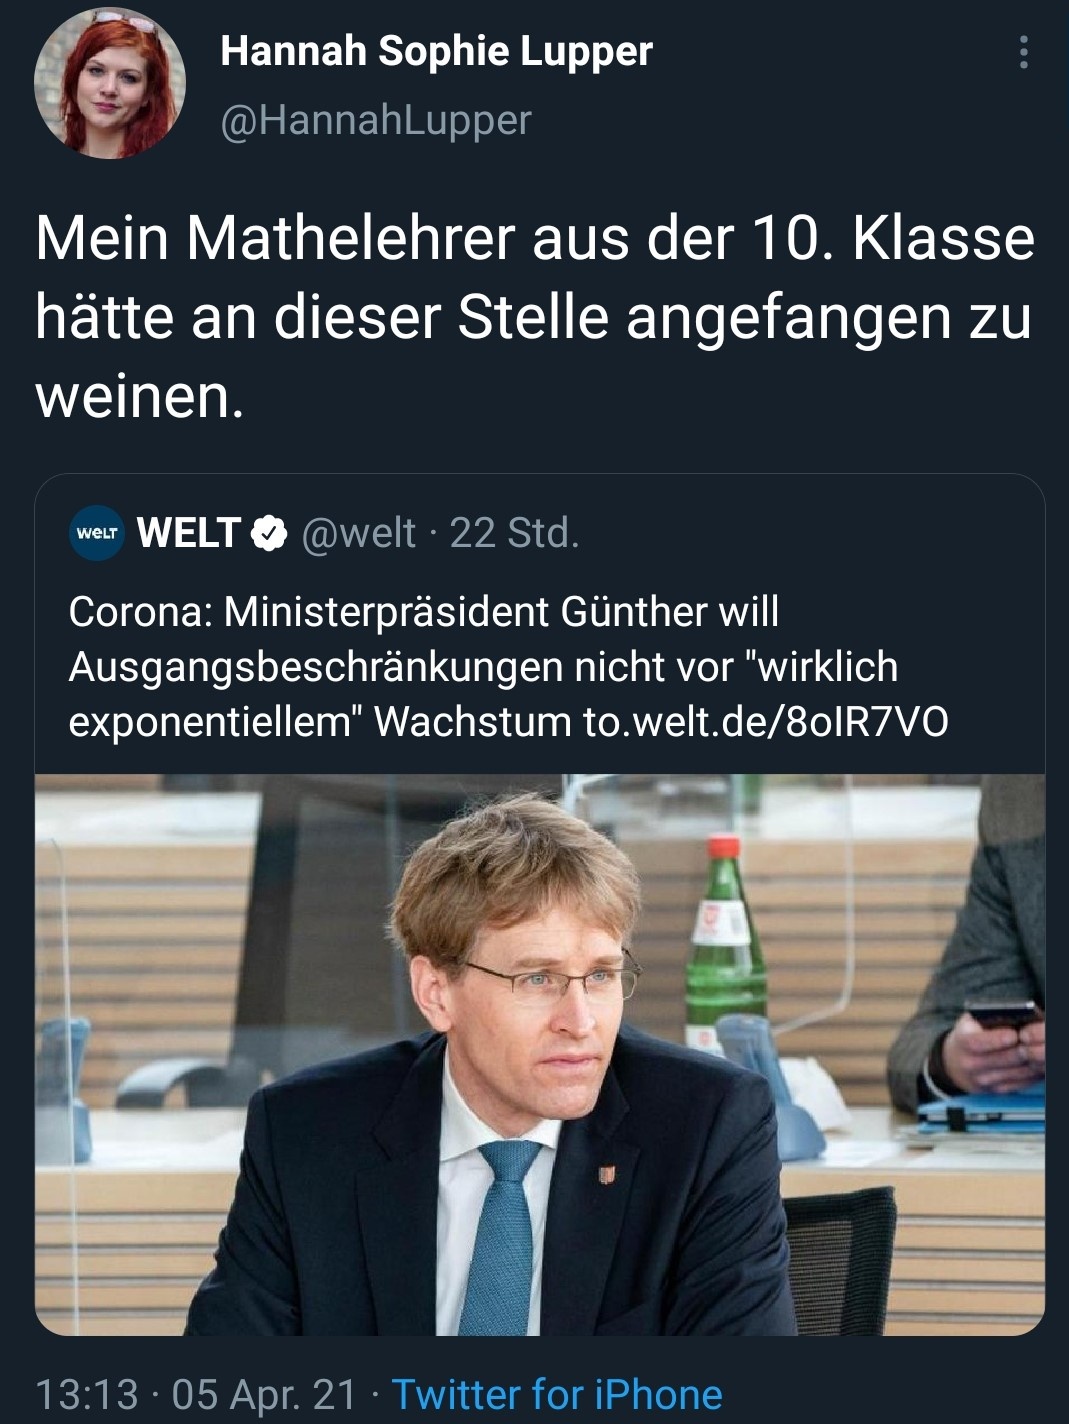 Hannah Sophie Lupper
@HannahLupper
Mein Mathelehrer aus der 10. Klasse
hätte an dieser Stelle angefangen zu
weinen.
welt WELT @welt · 22 Std.
Corona: Ministerpräsident Günther will
Ausgangsbeschränkungen nicht vor "wirklich
exponentiellem" Wachstum to.welt.de/8oIR7VO
13:13 · 05 Apr. 21 · Twitter for iPhone